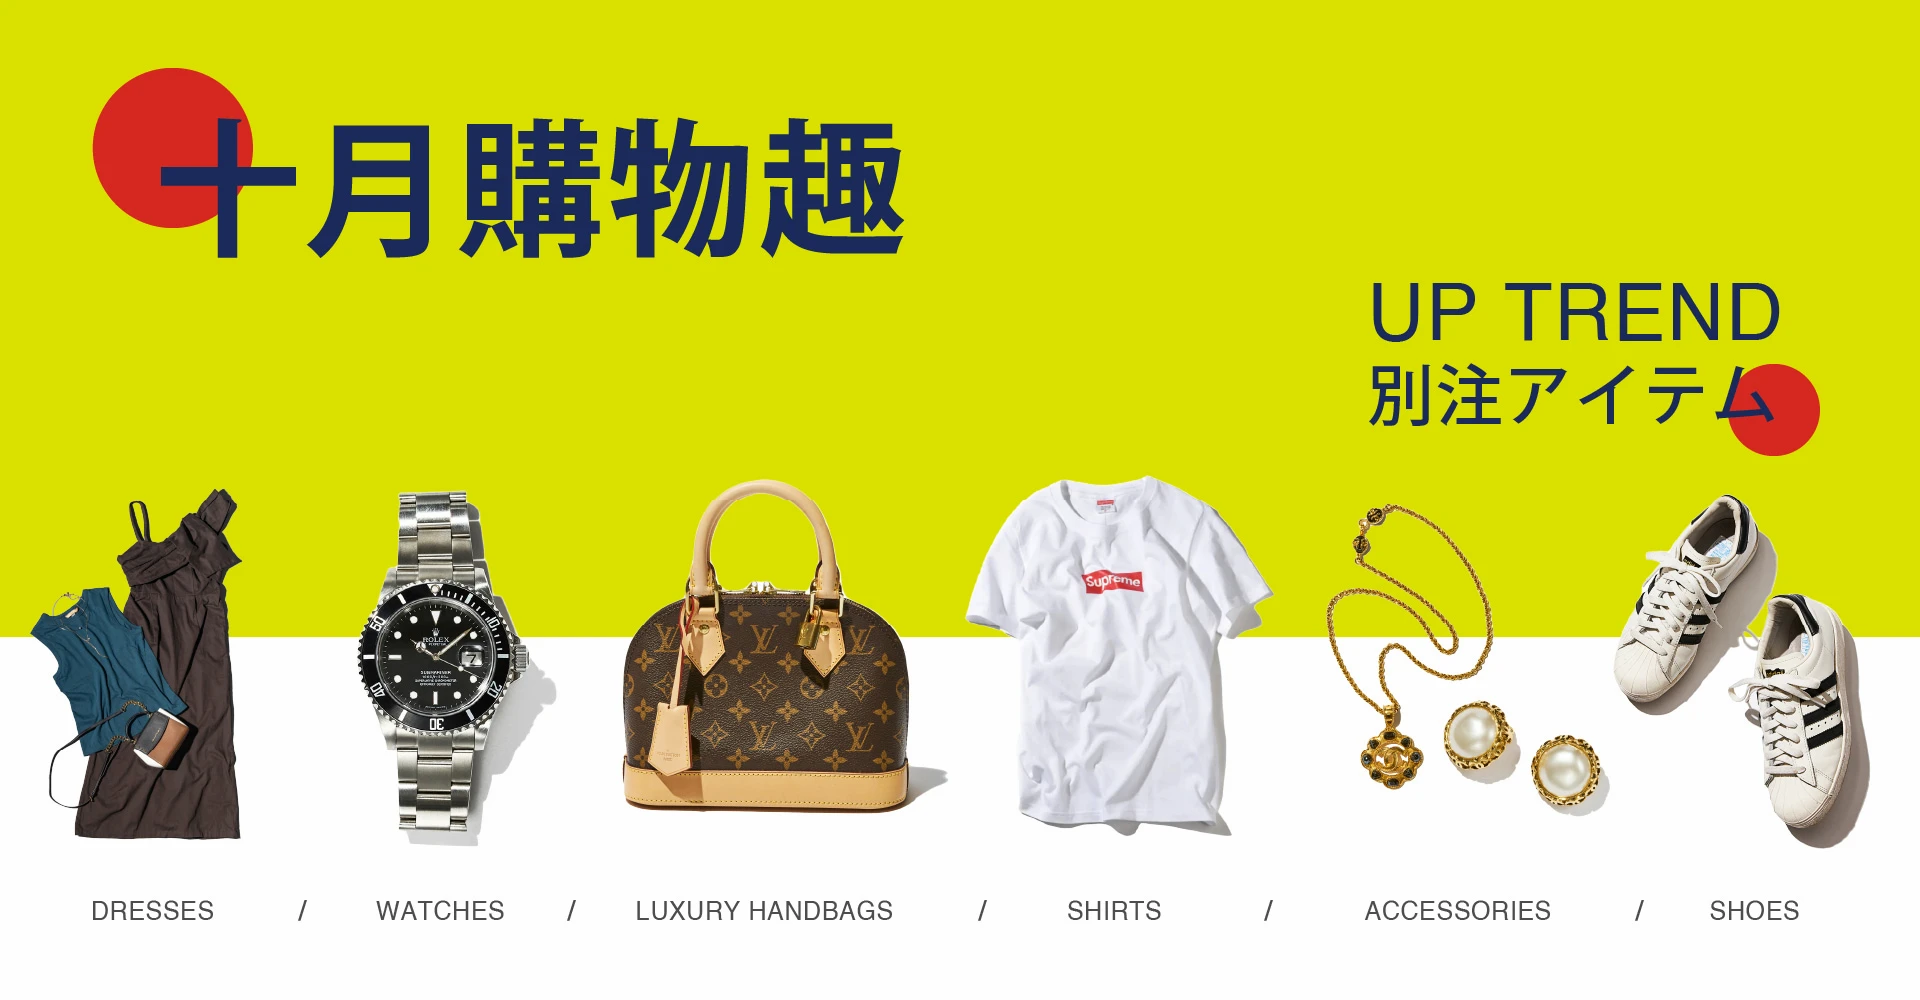 十月購物趣
UP TREND
別注アイテム
ROLEX
SUBMARINER
Supreme
DRESSES / WATCHES / LUXURY HANDBAGS / SHIRTS / ACCESSORIES / SHOES